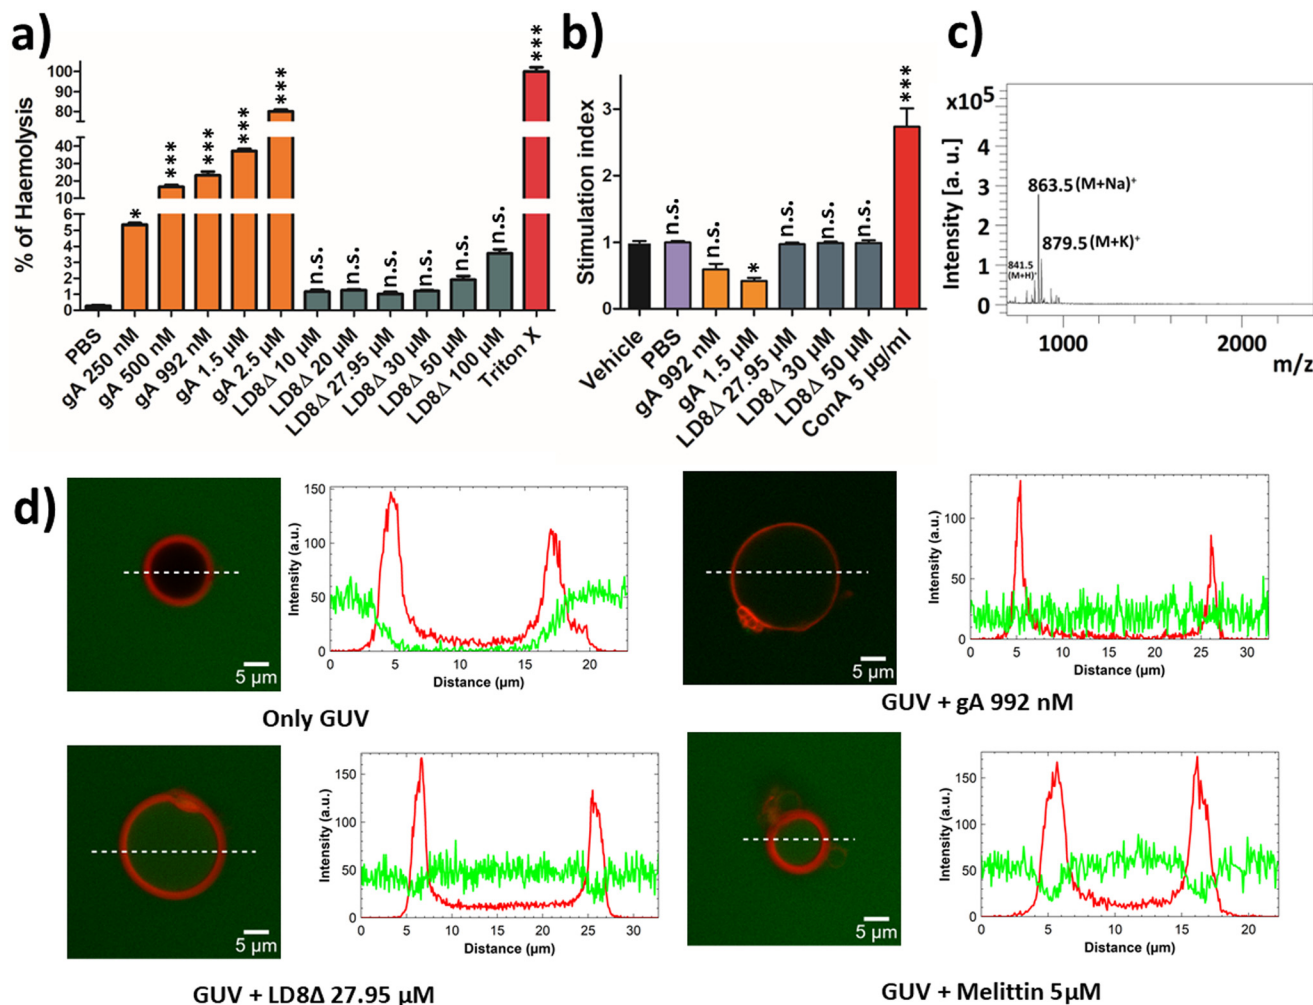 a)
% of Haemolysis
100
80
60
40
30
20
10
6
5
4
3
2
1
0
*
***
***
***
***
n.s.
n.s.
n.s.
n.s.
n.s.
n.s.
***
PBS
gA 250 nM
gA 500 nM
gA 992 nM
gA 1.5 µM
gA 2.5 µM
LD8Δ 10 µM
LD8Δ 20 µM
LD8Δ 27.95 µM
LD8Δ 30 µM
LD8Δ 50 µM
LD8Δ 100 µM
Triton X
b)
Stimulation index
3
2
1
0
n.s.
n.s.
*
n.s.
n.s.
n.s.
***
Vehicle
PBS
gA 992 nM
gA 1.5 µM
LD8Δ 27.95 µM
LD8Δ 30 µM
LD8Δ 50 µM
ConA 5 µg/ml
c)
x10⁵
Intensity [a. u.]
5
4
3
2
1
0
863.5 (M+Na)⁺
879.5 (M+K)⁺
841.5
(M+H)⁺
1000
2000
m/z
d)
5 µm
Intensity (a.u.)
150
100
50
0
0 5 10 15 20
Distance (µm)
Only GUV
5 µm
Intensity (a.u.)
100
50
0
0 5 10 15 20 25 30
Distance (µm)
GUV + gA 992 nM
5 µm
Intensity (a.u.)
150
100
50
0
0 5 10 15 20 25 30
Distance (µm)
GUV + LD8Δ 27.95 µM
5 µm
Intensity (a.u.)
150
100
50
0
0 5 10 15 20
Distance (µm)
GUV + Melittin 5µM